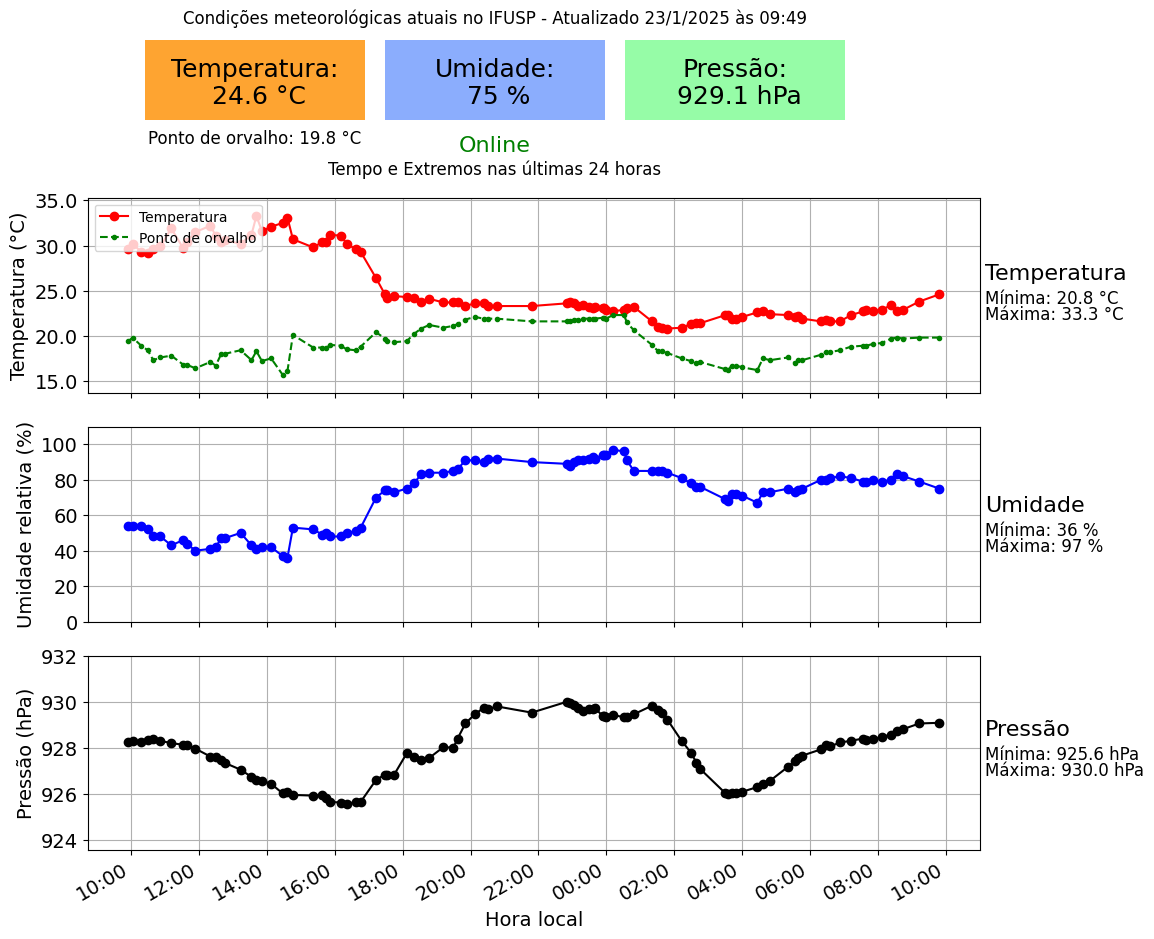 Condições meteorológicas atuais no IFUSP - Atualizado 23/1/2025 às 09:49
Temperatura:
24.6 °C
Umidade:
75 %
Pressão:
929.1 hPa
Ponto de orvalho: 19.8 °C
Online
Tempo e Extremos nas últimas 24 horas
Temperatura (°C)
35.0
30.0
25.0
20.0
15.0
Temperatura
Ponto de orvalho
Temperatura
Mínima: 20.8 °C
Máxima: 33.3 °C
Umidade relativa (%)
100
80
60
40
20
0
Umidade
Mínima: 36 %
Máxima: 97 %
Pressão (hPa)
932
930
928
926
924
Pressão
Mínima: 925.6 hPa
Máxima: 930.0 hPa
10:00 12:00 14:00 16:00 18:00 20:00 22:00 00:00 02:00 04:00 06:00 08:00 10:00
Hora local